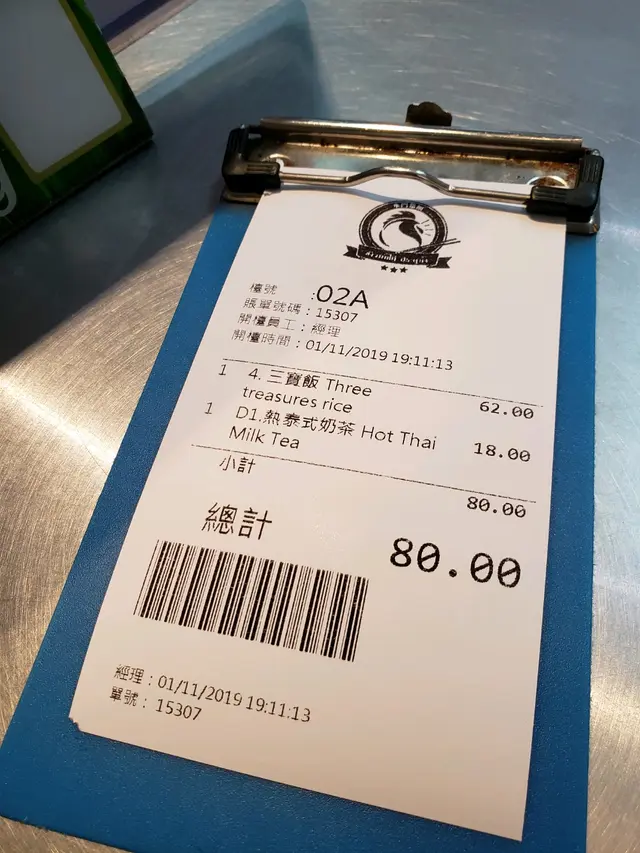 檯號 :02A
賬單號碼：15307
開檯員工：經理
開檯時間：01/11/2019 19:11:13
1 4. 三寶飯 Three 62.00
treasures rice
1 D1.熱泰式奶茶 Hot Thai 18.00
Milk Tea
小計 80.00
總計 80.00
經理：01/11/2019 19:11:13
單號： 15307